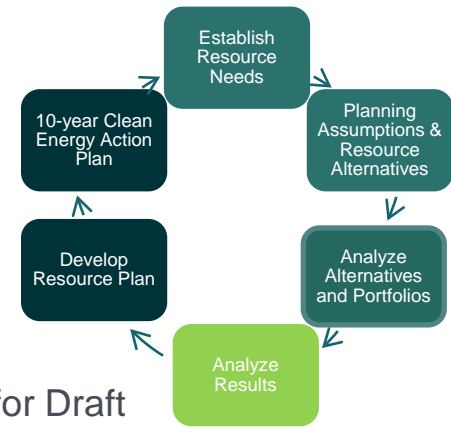 Establish
Resource
Needs
Planning
Assumptions &
Resource
Alternatives
Analyze
Alternatives
and Portfolios
Analyze
Results
Develop
Resource Plan
10-year Clean
Energy Action
Plan
for Draft